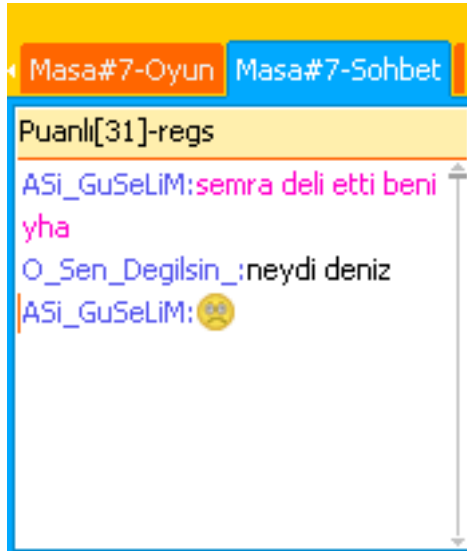 Masa#7-Oyun Masa#7-Sohbet
Puanlı[31]-regs
ASi_GuSeLiM:semra deli etti beni
yha
O_Sen_Degilsin_:neydi deniz
ASi_GuSeLiM: